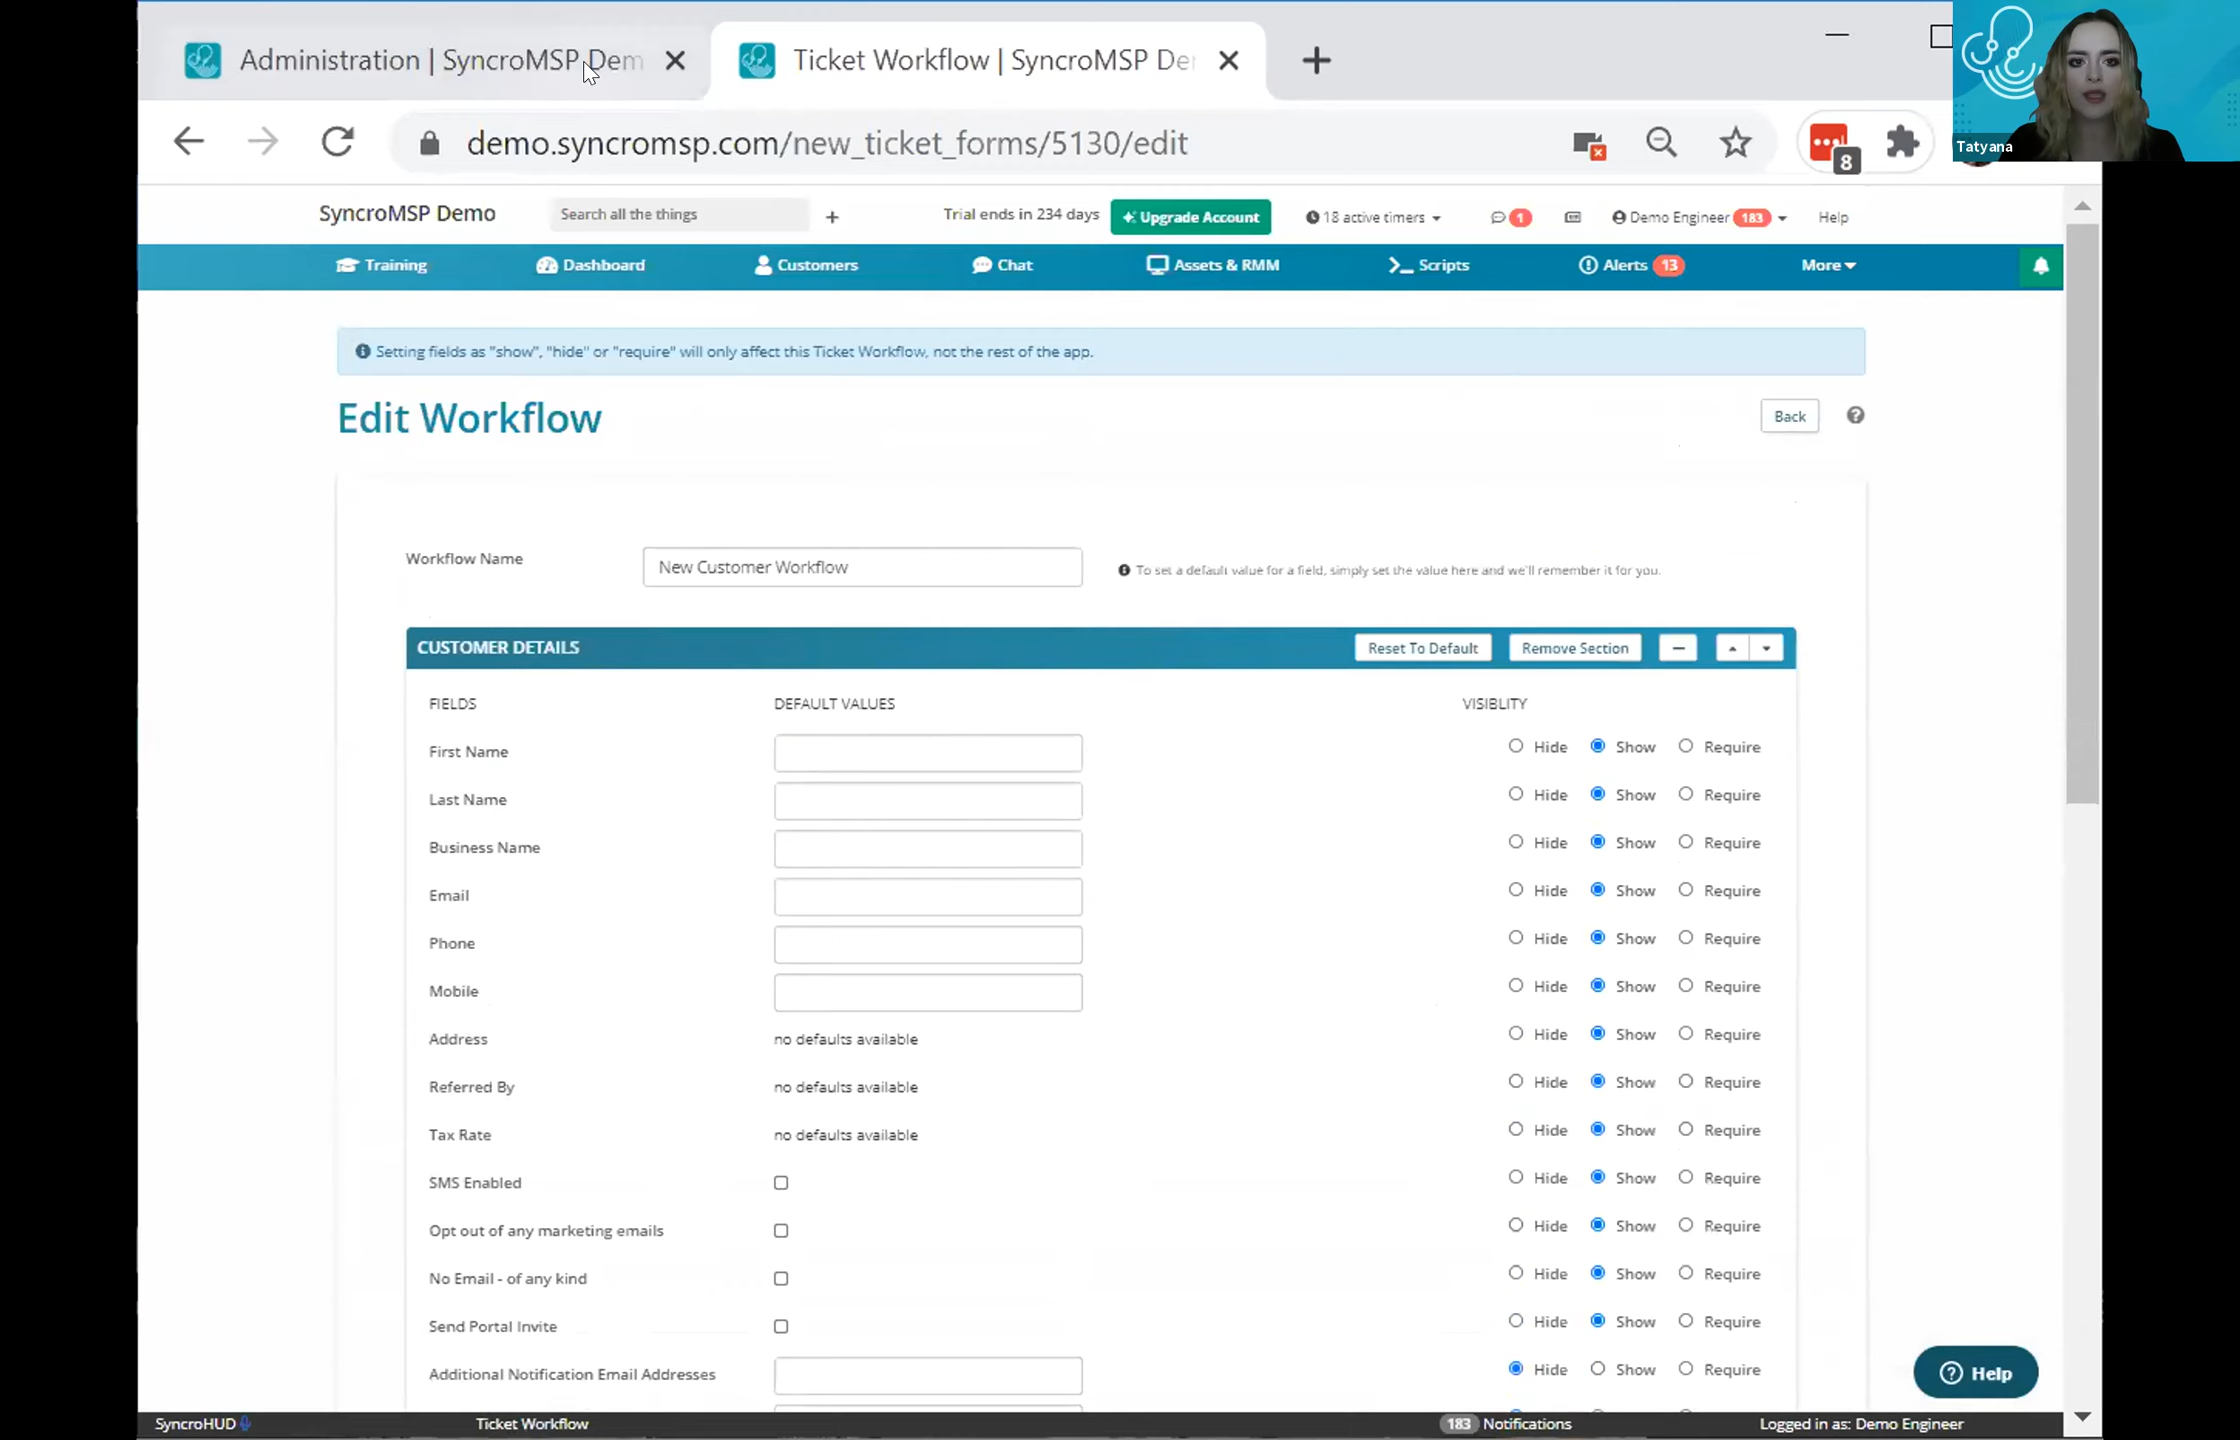 Administration | SyncroMSP Dem
Ticket Workflow | SyncroMSP De
demo.syncromsp.com/new_ticket_forms/5130/edit
8
Tatyana
SyncroMSP Demo
Search all the things
Trial ends in 234 days
Upgrade Account
18 active timers
1
Demo Engineer 183
Help
Training
Dashboard
Customers
Chat
Assets & RMM
Scripts
Alerts 13
More
Setting fields as "show", "hide" or "require" will only affect this Ticket Workflow, not the rest of the app.
Edit Workflow
Back
Workflow Name
New Customer Workflow
To set a default value for a field, simply set the value here and we'll remember it for you.
CUSTOMER DETAILS
Reset To Default
Remove Section
FIELDS DEFAULT VALUES VISIBLITY
First Name Hide Show Require
Last Name Hide Show Require
Business Name Hide Show Require
Email Hide Show Require
Phone Hide Show Require
Mobile Hide Show Require
Address no defaults available Hide Show Require
Referred By no defaults available Hide Show Require
Tax Rate no defaults available Hide Show Require
SMS Enabled Hide Show Require
Opt out of any marketing emails Hide Show Require
No Email - of any kind Hide Show Require
Send Portal Invite Hide Show Require
Additional Notification Email Addresses Hide Show Require
Help
SyncroHUD
Ticket Workflow
183 Notifications
Logged in as: Demo Engineer